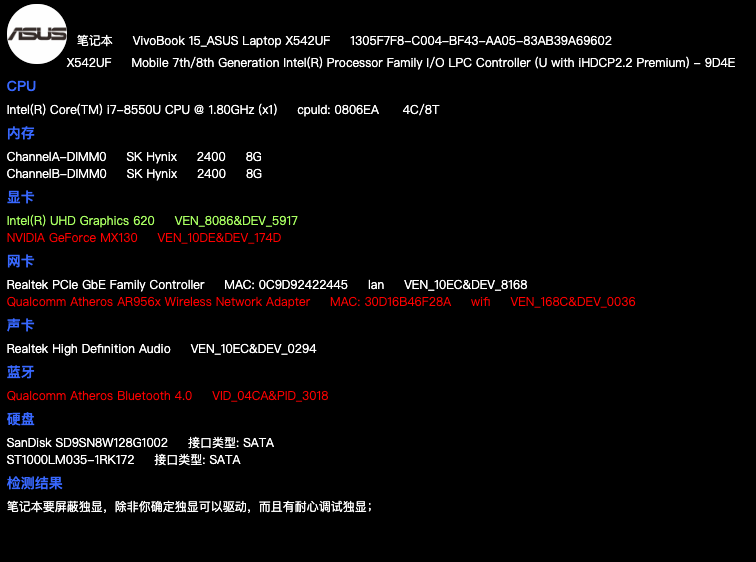 ASUS
笔记本 VivoBook 15_ASUS Laptop X542UF 1305F7F8-C004-BF43-AA05-83AB39A69602
X542UF Mobile 7th/8th Generation Intel(R) Processor Family I/O LPC Controller (U with iHDCP2.2 Premium) - 9D4E
CPU
Intel(R) Core(TM) i7-8550U CPU @ 1.80GHz (x1) cpuId: 0806EA 4C/8T
内存
ChannelA-DIMM0 SK Hynix 2400 8G
ChannelB-DIMM0 SK Hynix 2400 8G
显卡
Intel(R) UHD Graphics 620 VEN_8086&DEV_5917
NVIDIA GeForce MX130 VEN_10DE&DEV_174D
网卡
Realtek PCIe GbE Family Controller MAC: 0C9D92422445 lan VEN_10EC&DEV_8168
Qualcomm Atheros AR956x Wireless Network Adapter MAC: 30D16B46F28A wifi VEN_168C&DEV_0036
声卡
Realtek High Definition Audio VEN_10EC&DEV_0294
蓝牙
Qualcomm Atheros Bluetooth 4.0 VID_04CA&PID_3018
硬盘
SanDisk SD9SN8W128G1002 接口类型: SATA
ST1000LM035-1RK172 接口类型: SATA
检测结果
笔记本要屏蔽独显，除非你确定独显可以驱动，而且有耐心调试独显；